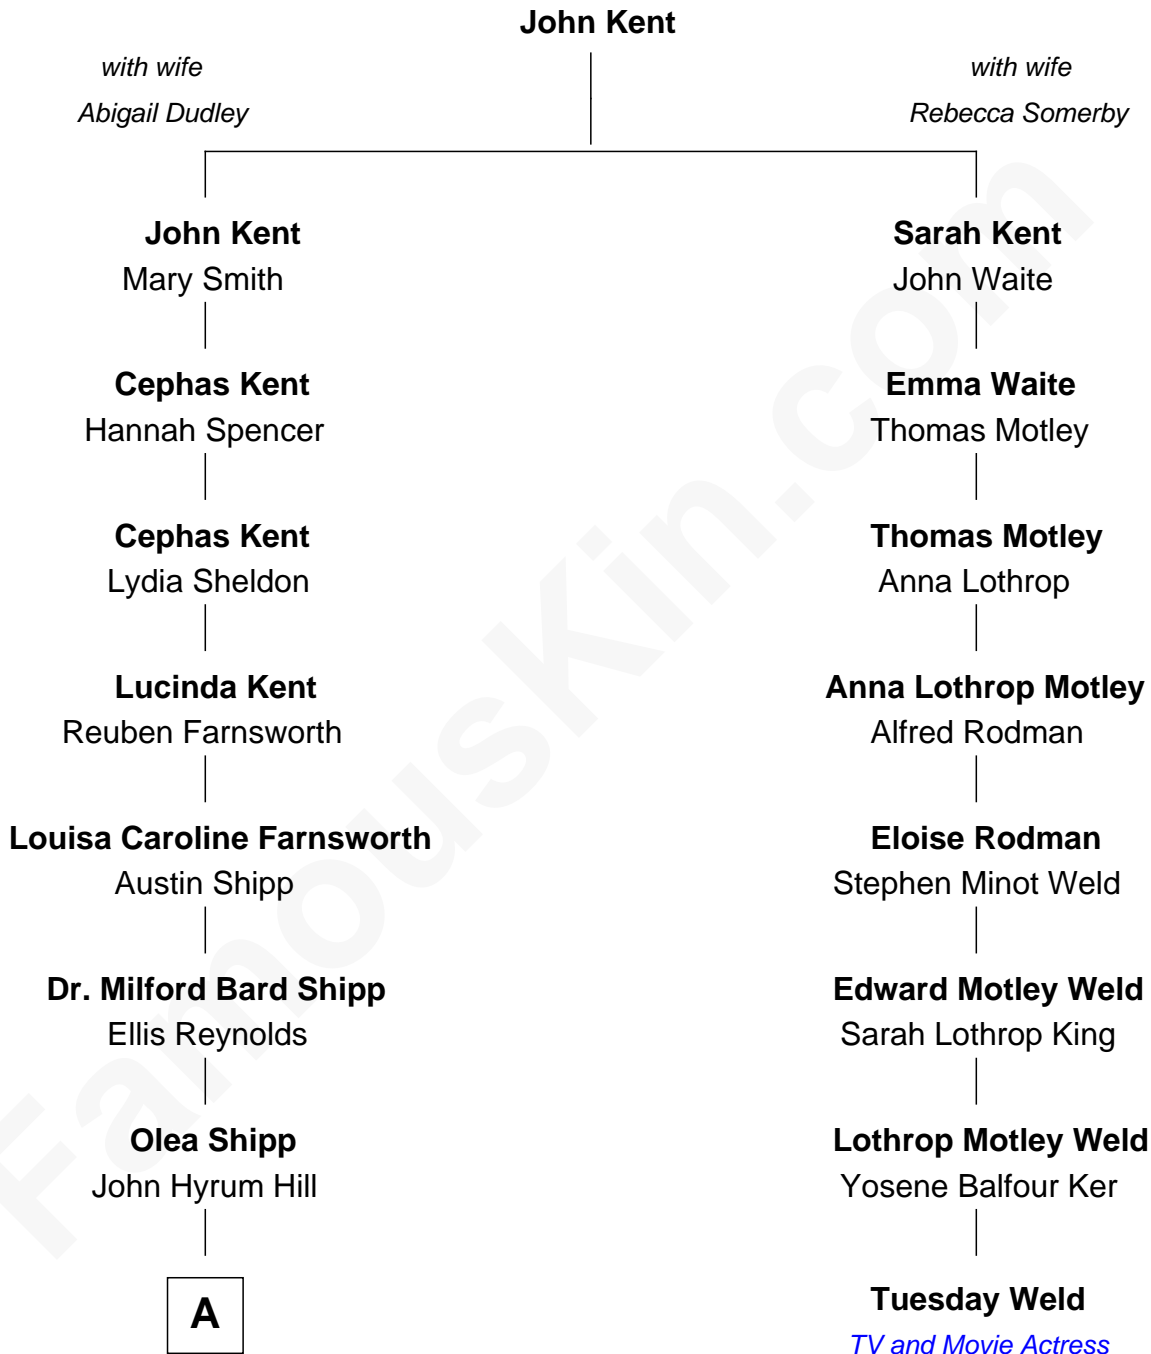 John Kent
with wife
Abigail Dudley
with wife
Rebecca Somerby
John Kent
Mary Smith
Sarah Kent
John Waite
Cephas Kent
Hannah Spencer
Emma Waite
Thomas Motley
Cephas Kent
Lydia Sheldon
Thomas Motley
Anna Lothrop
Lucinda Kent
Reuben Farnsworth
Anna Lothrop Motley
Alfred Rodman
Louisa Caroline Farnsworth
Austin Shipp
Eloise Rodman
Stephen Minot Weld
Dr. Milford Bard Shipp
Ellis Reynolds
Edward Motley Weld
Sarah Lothrop King
Olea Shipp
John Hyrum Hill
Lothrop Motley Weld
Yosene Balfour Ker
A
Tuesday Weld
TV and Movie Actress
FamousKin.com